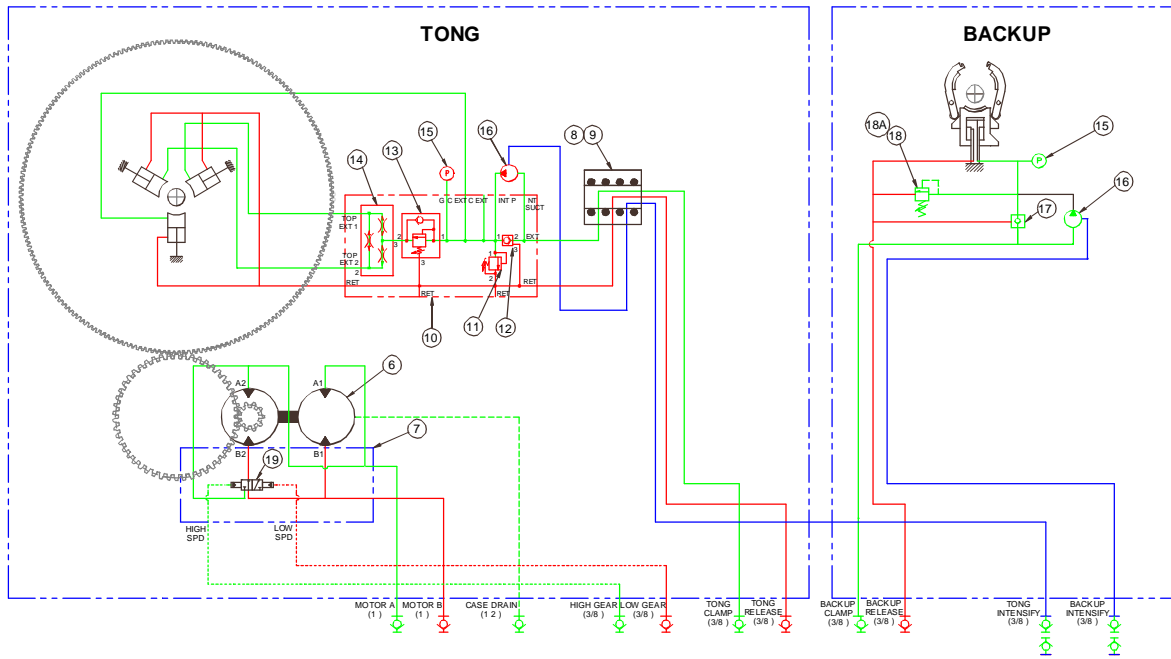 TONG
BACKUP
15
16
8
9
13
14
P
G
C EXT
C EXT
INT P
NT
SUCT
TOP
EXT 1
TOP
EXT 2
2
2
3
1
3
1
2
3
EXT
1
2
RET
RET
RET
RET
10
11
12
18A
18
P
15
16
17
A2
A1
6
7
B2
B1
19
HIGH
SPD
LOW
SPD
MOTOR A
(1 )
MOTOR B
(1 )
CASE DRAIN
(1 2 )
HIGH GEAR
(3/8 )
LOW GEAR
(3/8 )
TONG
CLAMP
(3/8 )
TONG
RELEASE
(3/8 )
BACKUP
CLAMP
(3/8 )
BACKUP
RELEASE
(3/8 )
TONG
INTENSIFY
(3/8 )
BACKUP
INTENSIFY
(3/8 )